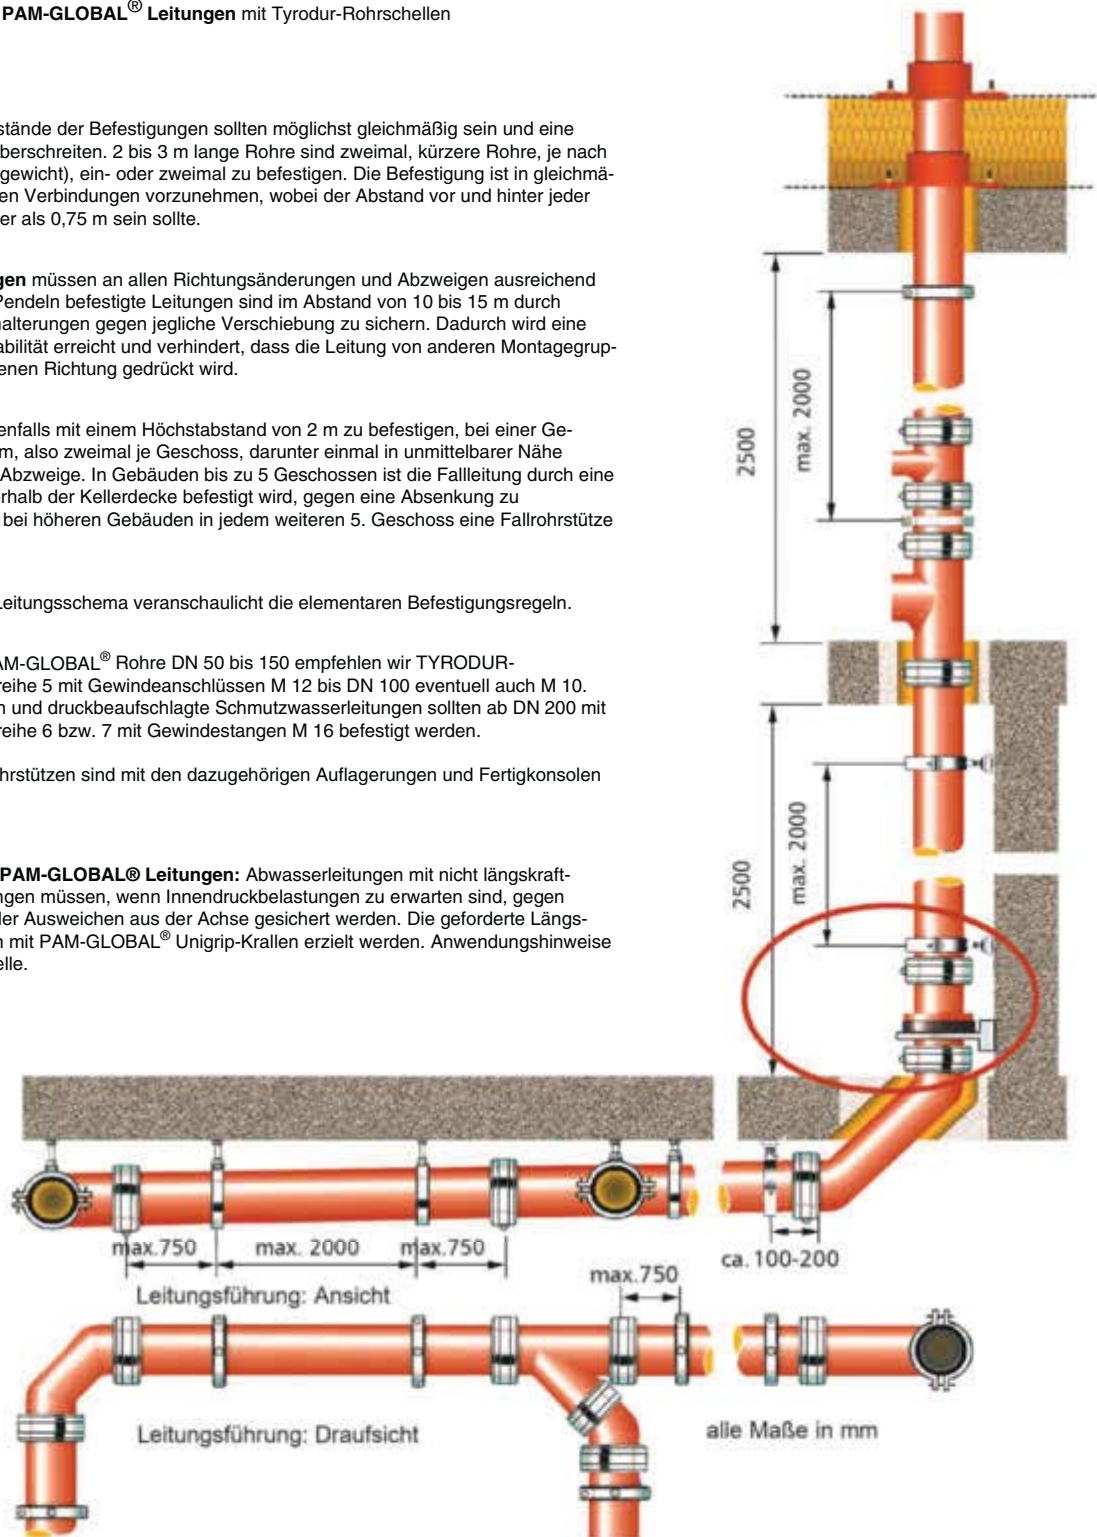 PAM-GLOBAL® Leitungen mit Tyrodur-Rohrschellen
stände der Befestigungen sollten möglichst gleichmäßig sein und eine
berschreiten. 2 bis 3 m lange Rohre sind zweimal, kürzere Rohre, je nach
gewicht), ein- oder zweimal zu befestigen. Die Befestigung ist in gleichmä-
en Verbindungen vorzunehmen, wobei der Abstand vor und hinter jeder
er als 0,75 m sein sollte.
gen müssen an allen Richtungsänderungen und Abzweigen ausreichend
Pendeln befestigte Leitungen sind im Abstand von 10 bis 15 m durch
halterungen gegen jegliche Verschiebung zu sichern. Dadurch wird eine
abilität erreicht und verhindert, dass die Leitung von anderen Montagegrup-
enen Richtung gedrückt wird.
enfalls mit einem Höchstabstand von 2 m zu befestigen, bei einer Ge-
m, also zweimal je Geschoss, darunter einmal in unmittelbarer Nähe
Abzweige. In Gebäuden bis zu 5 Geschossen ist die Fallleitung durch eine
erhalb der Kellerdecke befestigt wird, gegen eine Absenkung zu
bei höheren Gebäuden in jedem weiteren 5. Geschoss eine Fallrohrstütze
Leitungsschema veranschaulicht die elementaren Befestigungsregeln.
AM-GLOBAL® Rohre DN 50 bis 150 empfehlen wir TYRODUR-
reihe 5 mit Gewindeanschlüssen M 12 bis DN 100 eventuell auch M 10.
n und druckbeaufschlagte Schmutzwasserleitungen sollten ab DN 200 mit
reihe 6 bzw. 7 mit Gewindestangen M 16 befestigt werden.
hrstützen sind mit den dazugehörigen Auflagerungen und Fertigkonsolen
PAM-GLOBAL® Leitungen: Abwasserleitungen mit nicht längskraft-
ngen müssen, wenn Innendruckbelastungen zu erwarten sind, gegen
der Ausweichen aus der Achse gesichert werden. Die geforderte Längs-
n mit PAM-GLOBAL® Unigrip-Krallen erzielt werden. Anwendungshinweise
elle.
2500
max. 2000
2500
max. 2000
max.750
max. 2000
max.750
ca.100-200
Leitungsführung: Ansicht
max.750
Leitungsführung: Draufsicht
alle Maße in mm